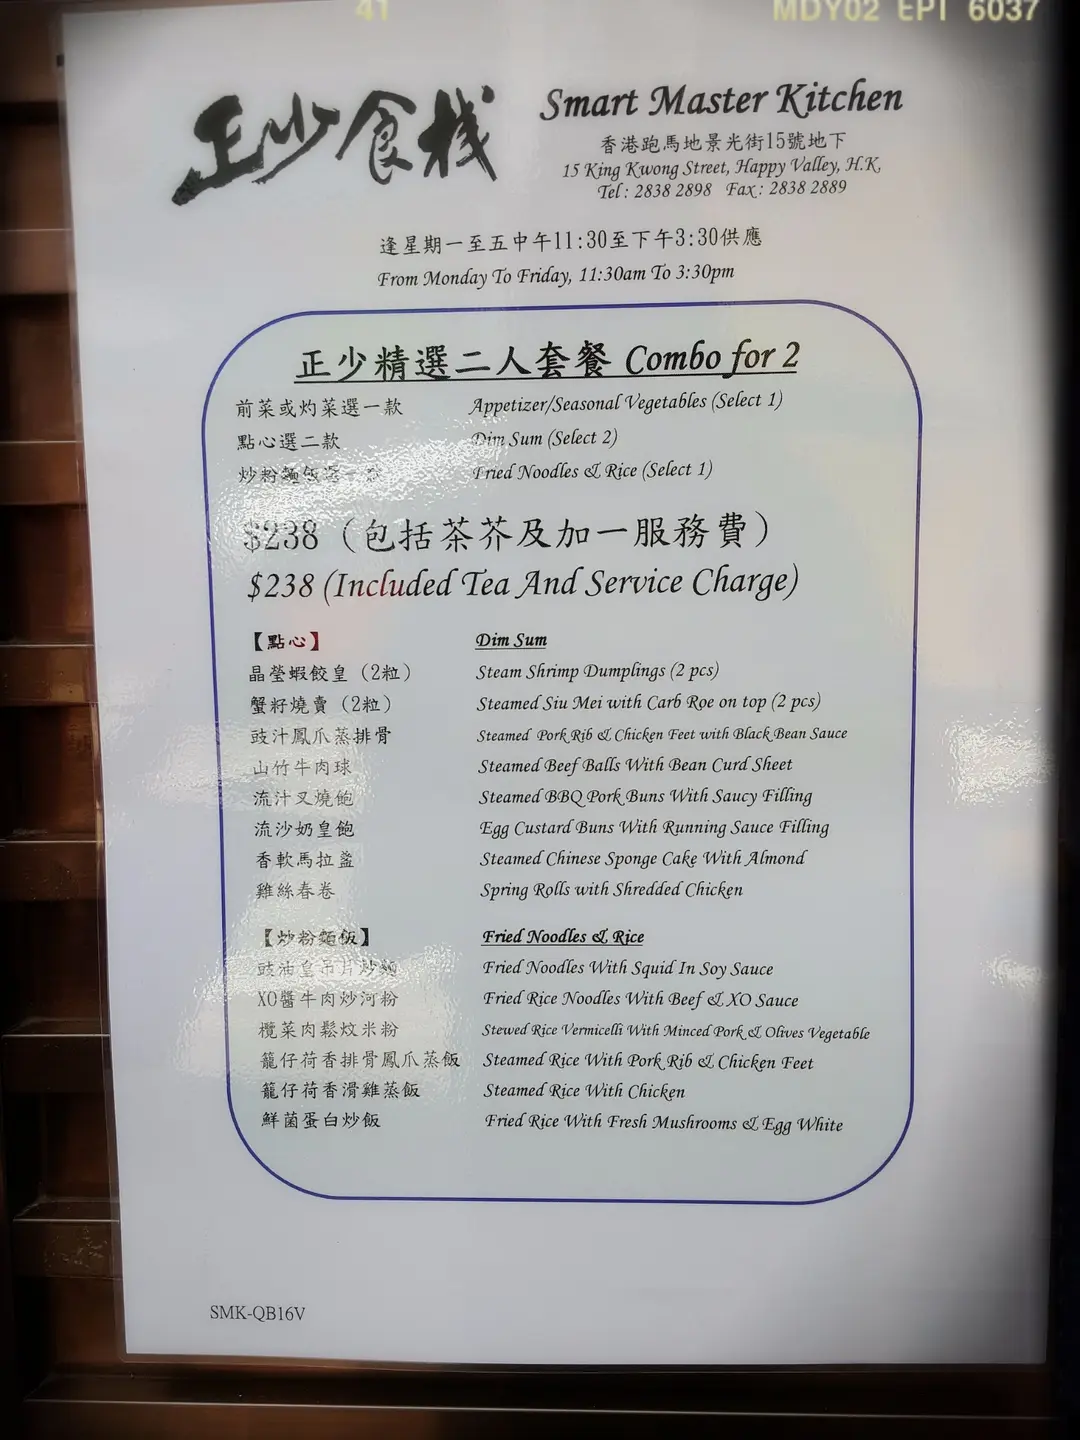 41 MDY02 EPI 6037
正少食栈 Smart Master Kitchen
香港跑馬地景光街15號地下
15 King Kwong Street, Happy Valley, H.K,
Tel : 2838 2898 Fax : 2838 2889
逢星期一至五中午11:30至下午3:30供應
From Monday To Friday, 11:30am To 3:30pm
正少精選二人套餐 Combo for 2
前菜或灼菜選一款 Appetizer/Seasonal Vegetables (Select 1)
點心選二款 Dim Sum (Select 2)
炒粉麵飯選一款 Fried Noodles & Rice (Select 1)
$238（包括茶芥及加一服務費）
$238 (Included Tea And Service Charge)
【點心】 Dim Sum
晶瑩蝦餃皇（2粒） Steam Shrimp Dumplings (2 pcs)
蟹籽燒賣（2粒） Steamed Siu Mei with Carb Roe on top (2 pcs)
豉汁鳳爪蒸排骨 Steamed Pork Rib & Chicken Feet with Black Bean Sauce
山竹牛肉球 Steamed Beef Balls With Bean Curd Sheet
流汁叉燒飽 Steamed BBQ Pork Buns With Saucy Filling
流沙奶皇飽 Egg Custard Buns With Running Sauce Filling
香軟馬拉盞 Steamed Chinese Sponge Cake With Almond
雞絲春卷 Spring Rolls with Shredded Chicken
【炒粉麵飯】 Fried Noodles & Rice
豉油皇吊片炒麵 Fried Noodles With Squid In Soy Sauce
XO醬牛肉炒河粉 Fried Rice Noodles With Beef & XO Sauce
欖菜肉鬆炆米粉 Stewed Rice Vermicelli With Minced Pork & Olives Vegetable
籠仔荷香排骨鳳爪蒸飯 Steamed Rice With Pork Rib & Chicken Feet
籠仔荷香滑雞蒸飯 Steamed Rice With Chicken
鮮菌蛋白炒飯 Fried Rice With Fresh Mushrooms & Egg White
SMK-QB16V